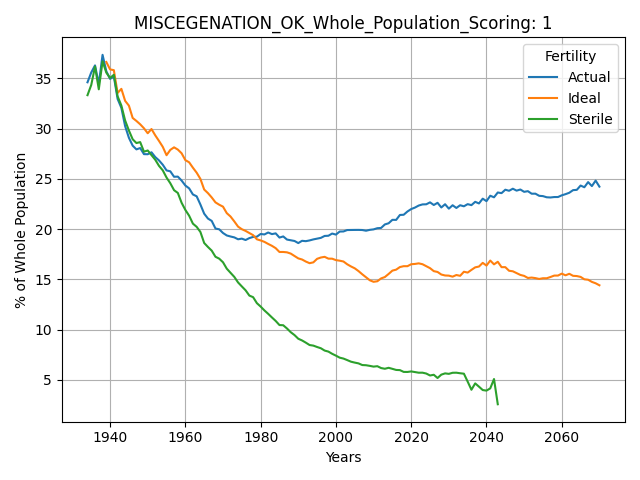 MISCEGENATION_OK_Whole_Population_Scoring: 1
Fertility
Actual
Ideal
Sterile
% of Whole Population
35
30
25
20
15
10
5
1940 1960 1980 2000 2020 2040 2060
Years